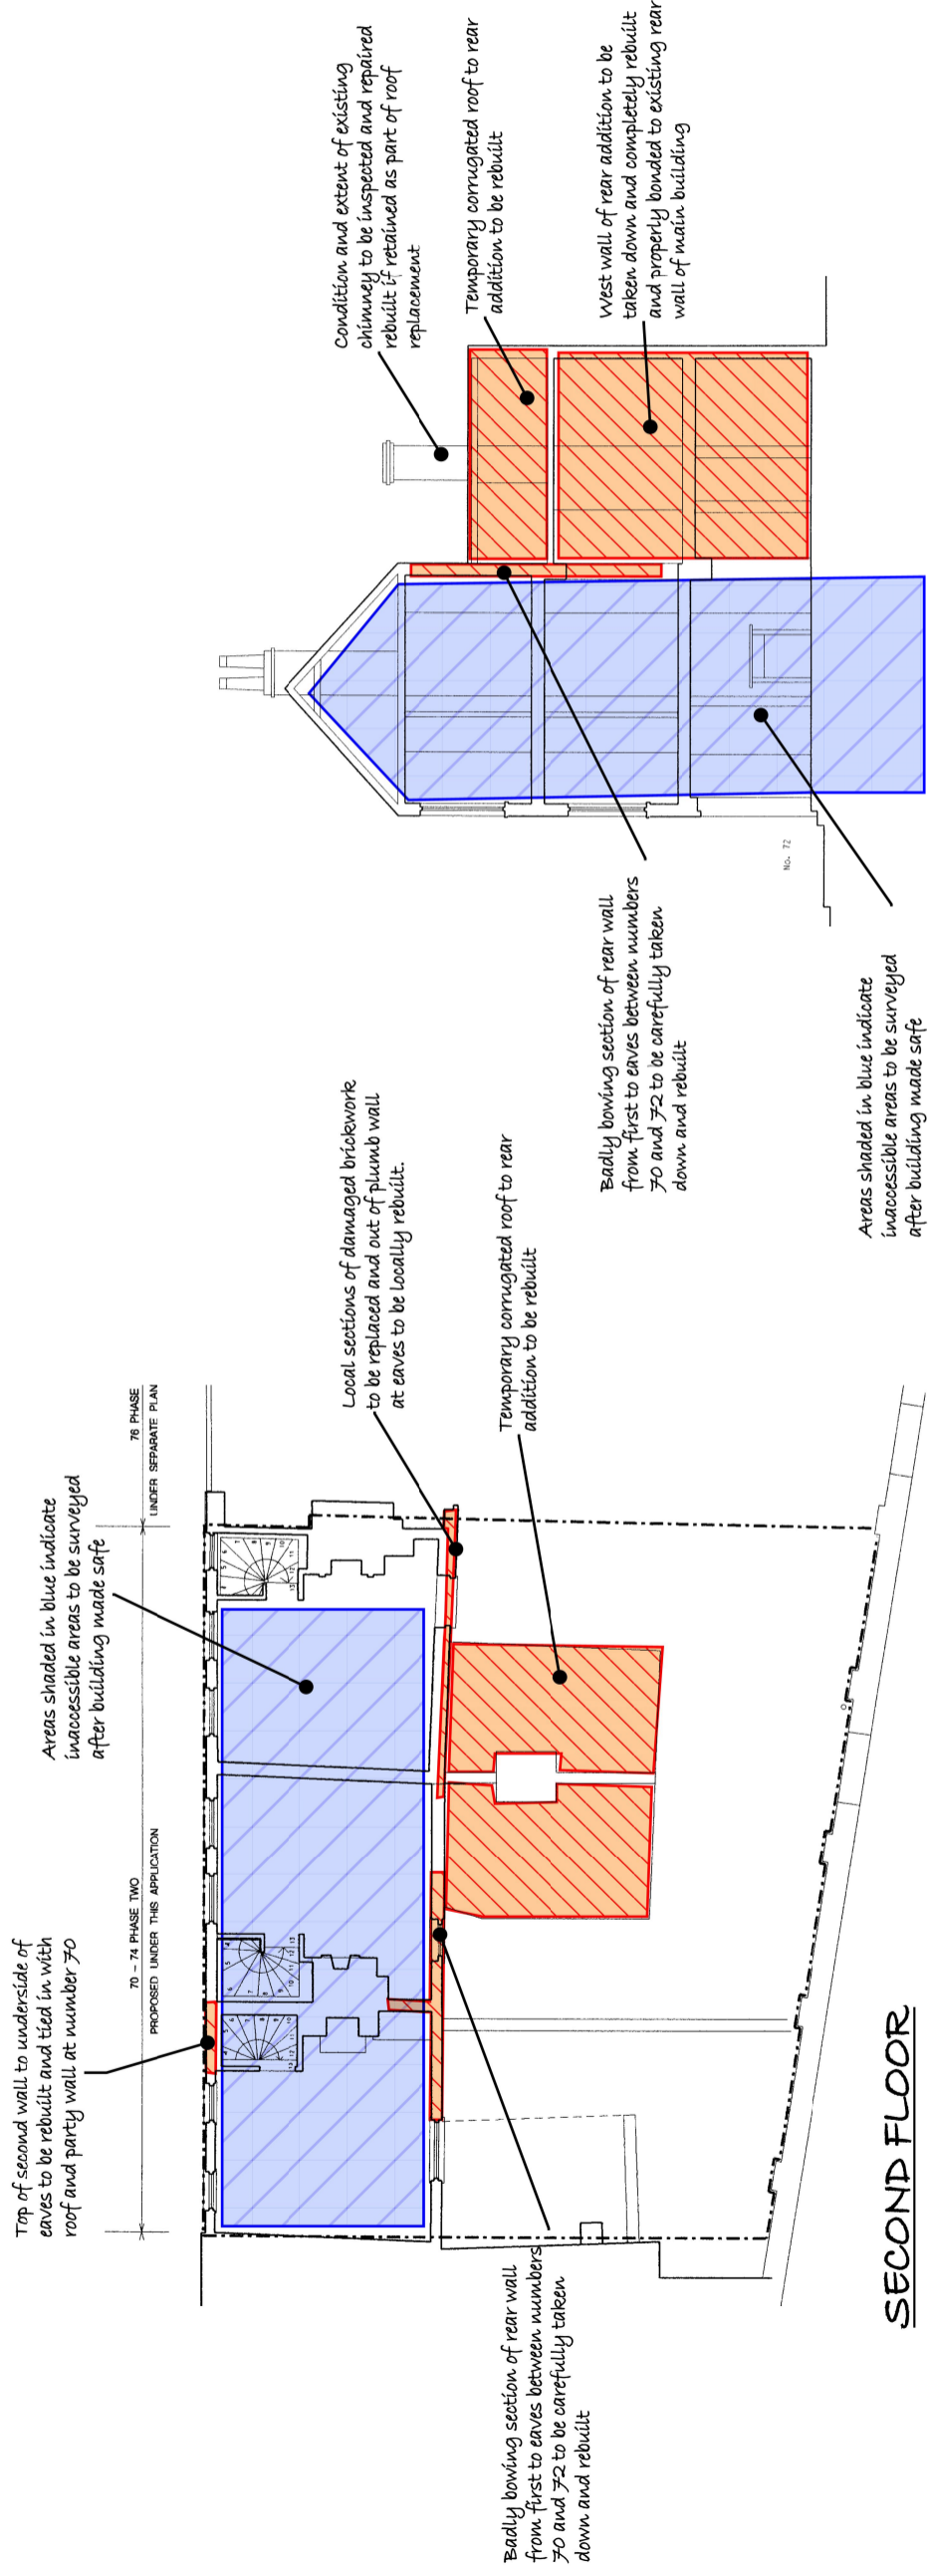 Top of second wall to underside of
eaves to be rebuilt and tied in with
roof and party wall at number 70
Areas shaded in blue indicate
inaccessible areas to be surveyed
after building made safe
70 - 74 PHASE TWO
PROPOSED UNDER THIS APPLICATION
76 PHASE
UNDER SEPARATE PLAN
Local sections of damaged brickwork
to be replaced and out of plumb wall
at eaves to be locally rebuilt.
Temporary corrugated roof to rear
addition to be rebuilt
Badly bowing section of rear wall
from first to eaves between numbers
70 and 72 to be carefully taken
down and rebuilt
SECOND FLOOR
Condition and extent of existing
chimney to be inspected and repaired
rebuilt if retained as part of roof
replacement
Temporary corrugated roof to rear
addition to be rebuilt
West wall of rear addition to be
taken down and completely rebuilt
and properly bonded to existing rear
wall of main building
Badly bowing section of rear wall
from first to eaves between numbers
70 and 72 to be carefully taken
down and rebuilt
No. 72
Areas shaded in blue indicate
inaccessible areas to be surveyed
after building made safe